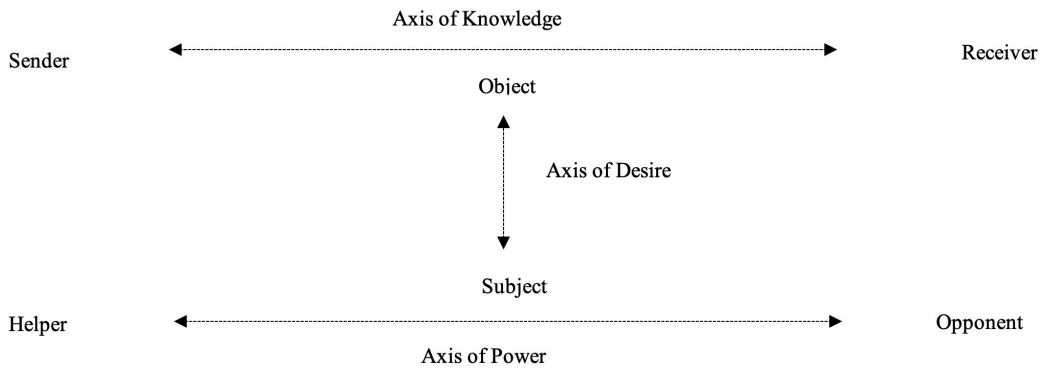 Axis of Knowledge
Sender
Receiver
Object
Axis of Desire
Subject
Helper
Opponent
Axis of Power